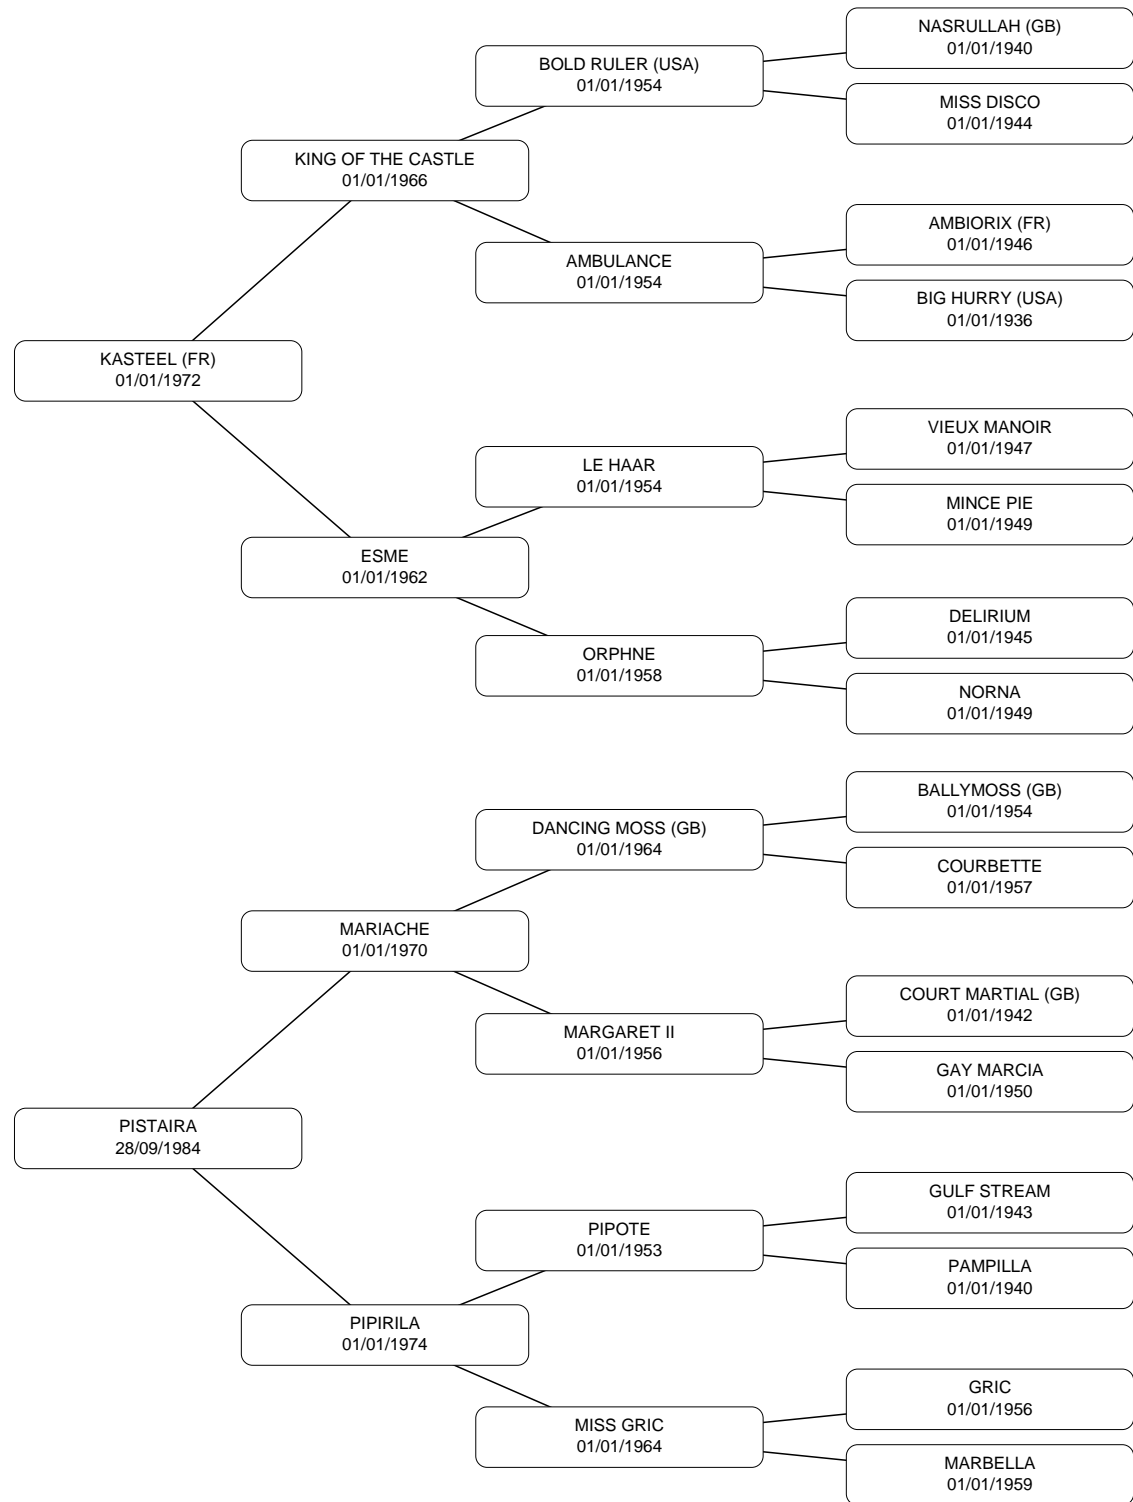 NASRULLAH (GB)
01/01/1940
BOLD RULER (USA)
01/01/1954
MISS DISCO
01/01/1944
KING OF THE CASTLE
01/01/1966
AMBIORIX (FR)
01/01/1946
AMBULANCE
01/01/1954
BIG HURRY (USA)
01/01/1936
KASTEEL (FR)
01/01/1972
VIEUX MANOIR
01/01/1947
LE HAAR
01/01/1954
MINCE PIE
01/01/1949
ESME
01/01/1962
DELIRIUM
01/01/1945
ORPHNE
01/01/1958
NORNA
01/01/1949
BALLYMOSS (GB)
01/01/1954
DANCING MOSS (GB)
01/01/1964
COURBETTE
01/01/1957
MARIACHE
01/01/1970
COURT MARTIAL (GB)
01/01/1942
MARGARET II
01/01/1956
GAY MARCIA
01/01/1950
PISTAIRA
28/09/1984
GULF STREAM
01/01/1943
PIPOTE
01/01/1953
PAMPILLA
01/01/1940
PIPIRILA
01/01/1974
GRIC
01/01/1956
MISS GRIC
01/01/1964
MARBELLA
01/01/1959